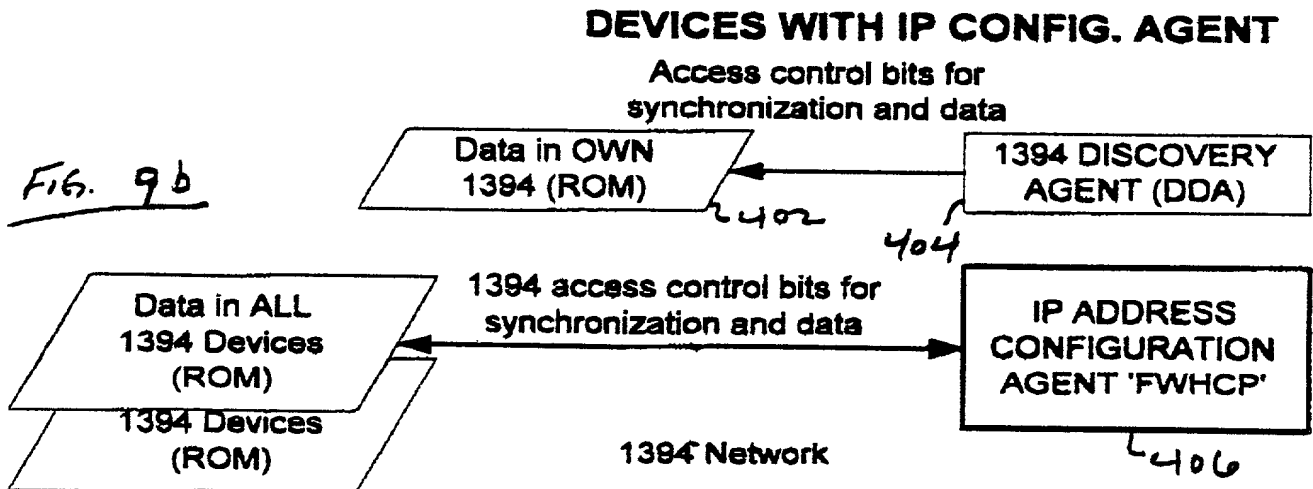 DEVICES WITH IP CONFIG. AGENT
Access control bits for
synchronization and data
FIG. 9b
Data in OWN
1394 (ROM)
402
1394 DISCOVERY
AGENT (DDA)
404
Data in ALL
1394 Devices
(ROM)
1394 Devices
(ROM)
1394 access control bits for
synchronization and data
IP ADDRESS
CONFIGURATION
AGENT 'FWHCP'
406
1394 Network